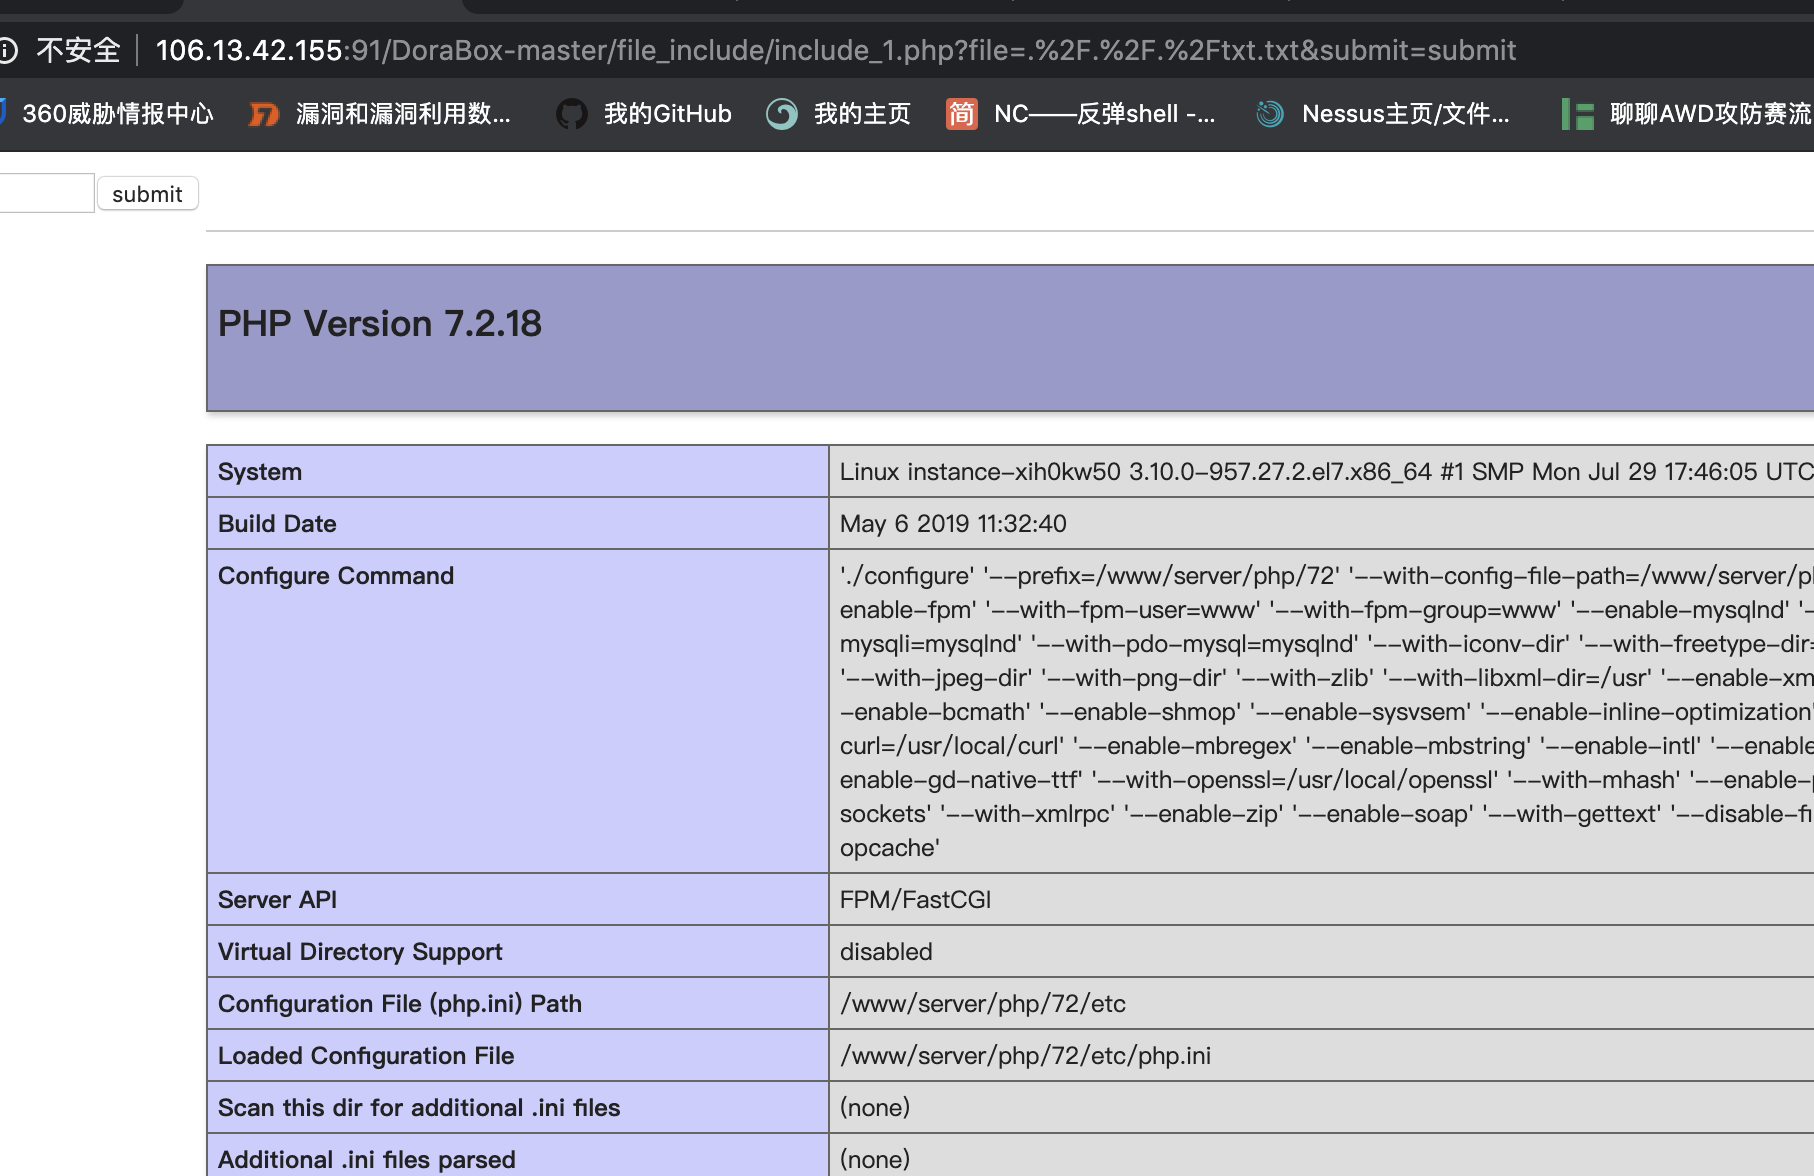 不安全 106.13.42.155:91/DoraBox-master/file_include/include_1.php?file=.%2F.%2F.%2Ftxt.txt&submit=submit
360威胁情报中心 漏洞和漏洞利用数... 我的GitHub 我的主页 简 NC——反弹shell -... Nessus主页/文件... 聊聊AWD攻防赛流
submit
PHP Version 7.2.18
System Linux instance-xih0kw50 3.10.0-957.27.2.el7.x86_64 #1 SMP Mon Jul 29 17:46:05 UTC
Build Date May 6 2019 11:32:40
Configure Command './configure' '--prefix=/www/server/php/72' '--with-config-file-path=/www/server/p
enable-fpm' '--with-fpm-user=www' '--with-fpm-group=www' '--enable-mysqlnd' '-
mysqli=mysqlnd' '--with-pdo-mysql=mysqlnd' '--with-iconv-dir' '--with-freetype-dir=
'--with-jpeg-dir' '--with-png-dir' '--with-zlib' '--with-libxml-dir=/usr' '--enable-xm
-enable-bcmath' '--enable-shmop' '--enable-sysvsem' '--enable-inline-optimization'
curl=/usr/local/curl' '--enable-mbregex' '--enable-mbstring' '--enable-intl' '--enable
enable-gd-native-ttf' '--with-openssl=/usr/local/openssl' '--with-mhash' '--enable-p
sockets' '--with-xmlrpc' '--enable-zip' '--enable-soap' '--with-gettext' '--disable-fi
opcache'
Server API FPM/FastCGI
Virtual Directory Support disabled
Configuration File (php.ini) Path /www/server/php/72/etc
Loaded Configuration File /www/server/php/72/etc/php.ini
Scan this dir for additional .ini files (none)
Additional .ini files parsed (none)